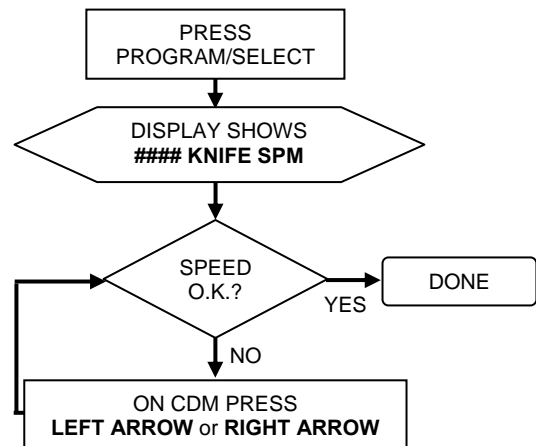 PRESS
PROGRAM/SELECT
DISPLAY SHOWS
#### KNIFE SPM
SPEED
O.K.?
DONE
YES
NO
ON CDM PRESS
LEFT ARROW or RIGHT ARROW